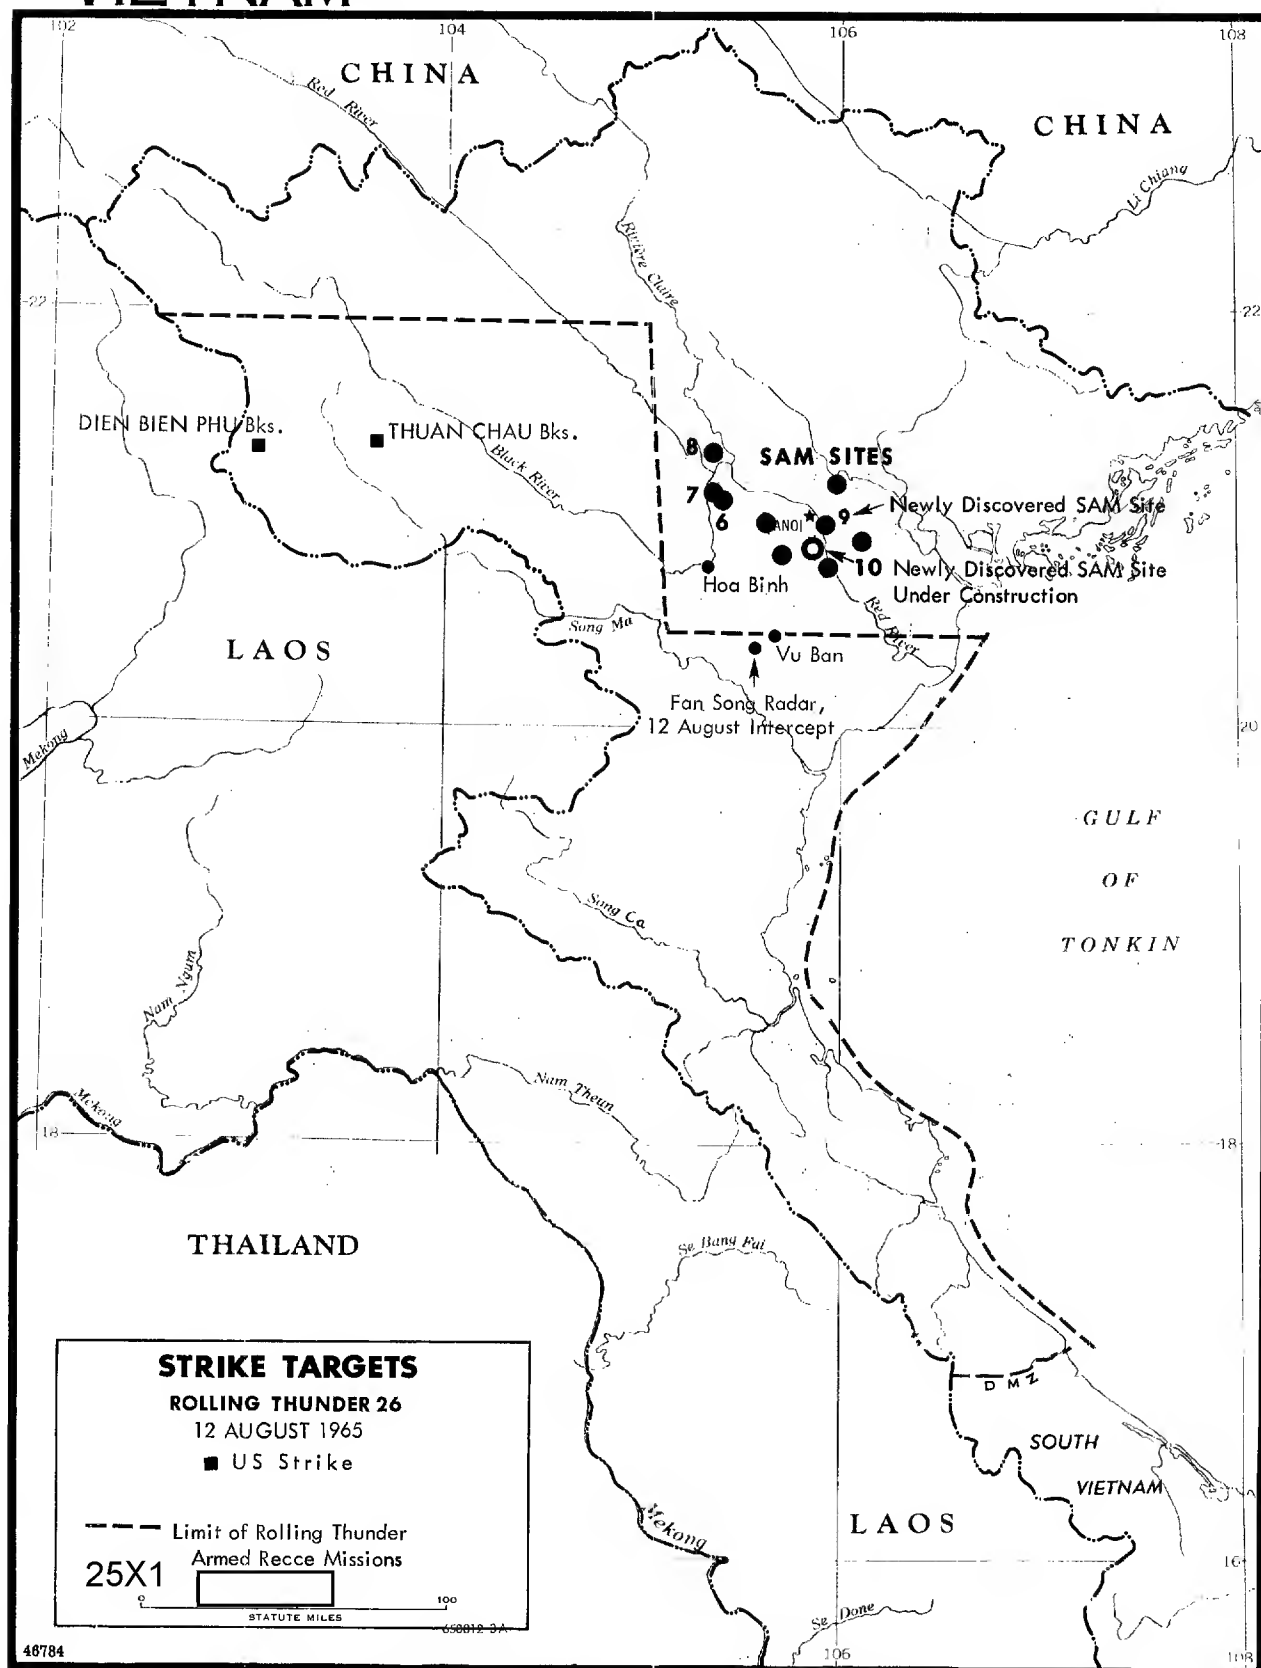 VIETNAM
102
104
106
108
CHINA
CHINA
Red River
Li Chiang
Rivière Claire
22
22
DIEN BIEN PHU Bks.
THUAN CHAU Bks.
Black River
8
SAM SITES
7
6
ANOI
9
Newly Discovered SAM Site
10
Newly Discovered SAM Site
Under Construction
Hoa Binh
Red River
Song Ma
LAOS
Vu Ban
Fan Song Radar,
12 August Intercept
Mekong
20
GULF
OF
TONKIN
Song Ca
Nam Ngum
Nam Theun
Mekong
18
18
THAILAND
Se Bang Fai
STRIKE TARGETS
ROLLING THUNDER 26
12 AUGUST 1965
US Strike
Limit of Rolling Thunder
Armed Recce Missions
25X1
0
100
STATUTE MILES
650812 3A
DMZ
SOUTH
VIETNAM
Mekong
LAOS
16
Se Done
46784
106
108